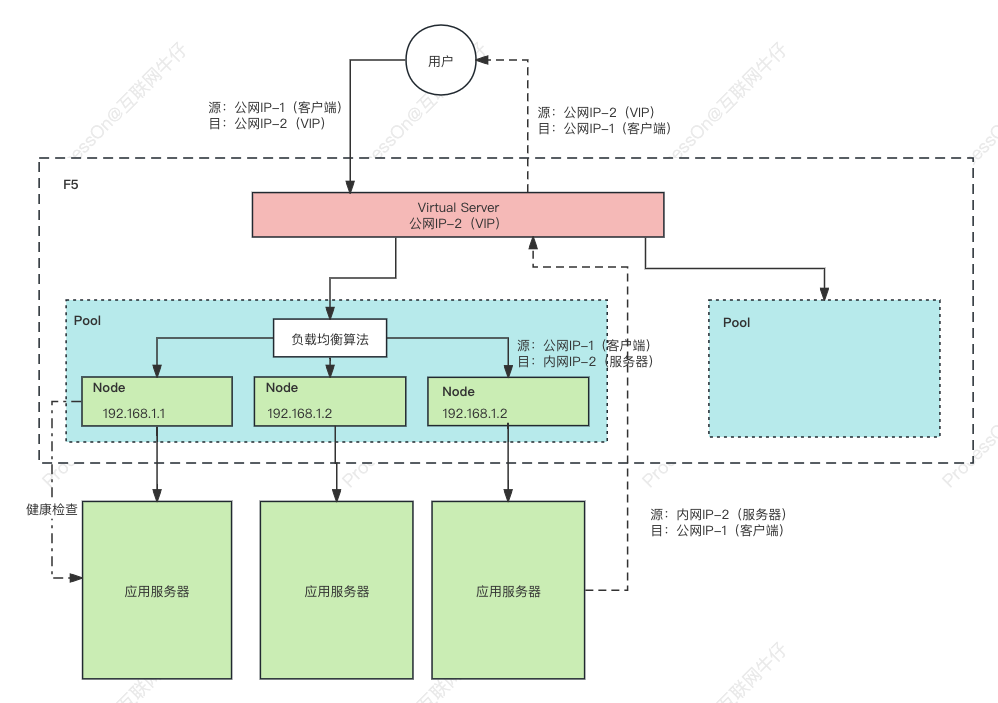 用户
源：公网IP-1（客户端）
目：公网IP-2（VIP）
源：公网IP-2（VIP）
目：公网IP-1（客户端）
F5
Virtual Server
公网IP-2（VIP）
Pool
负载均衡算法
源：公网IP-1（客户端）
目：内网IP-2（服务器）
Node
192.168.1.1
Node
192.168.1.2
Node
192.168.1.2
Pool
健康检查
源：内网IP-2（服务器）
目：公网IP-1（客户端）
应用服务器
应用服务器
应用服务器
ProcessOn@互联网牛仔